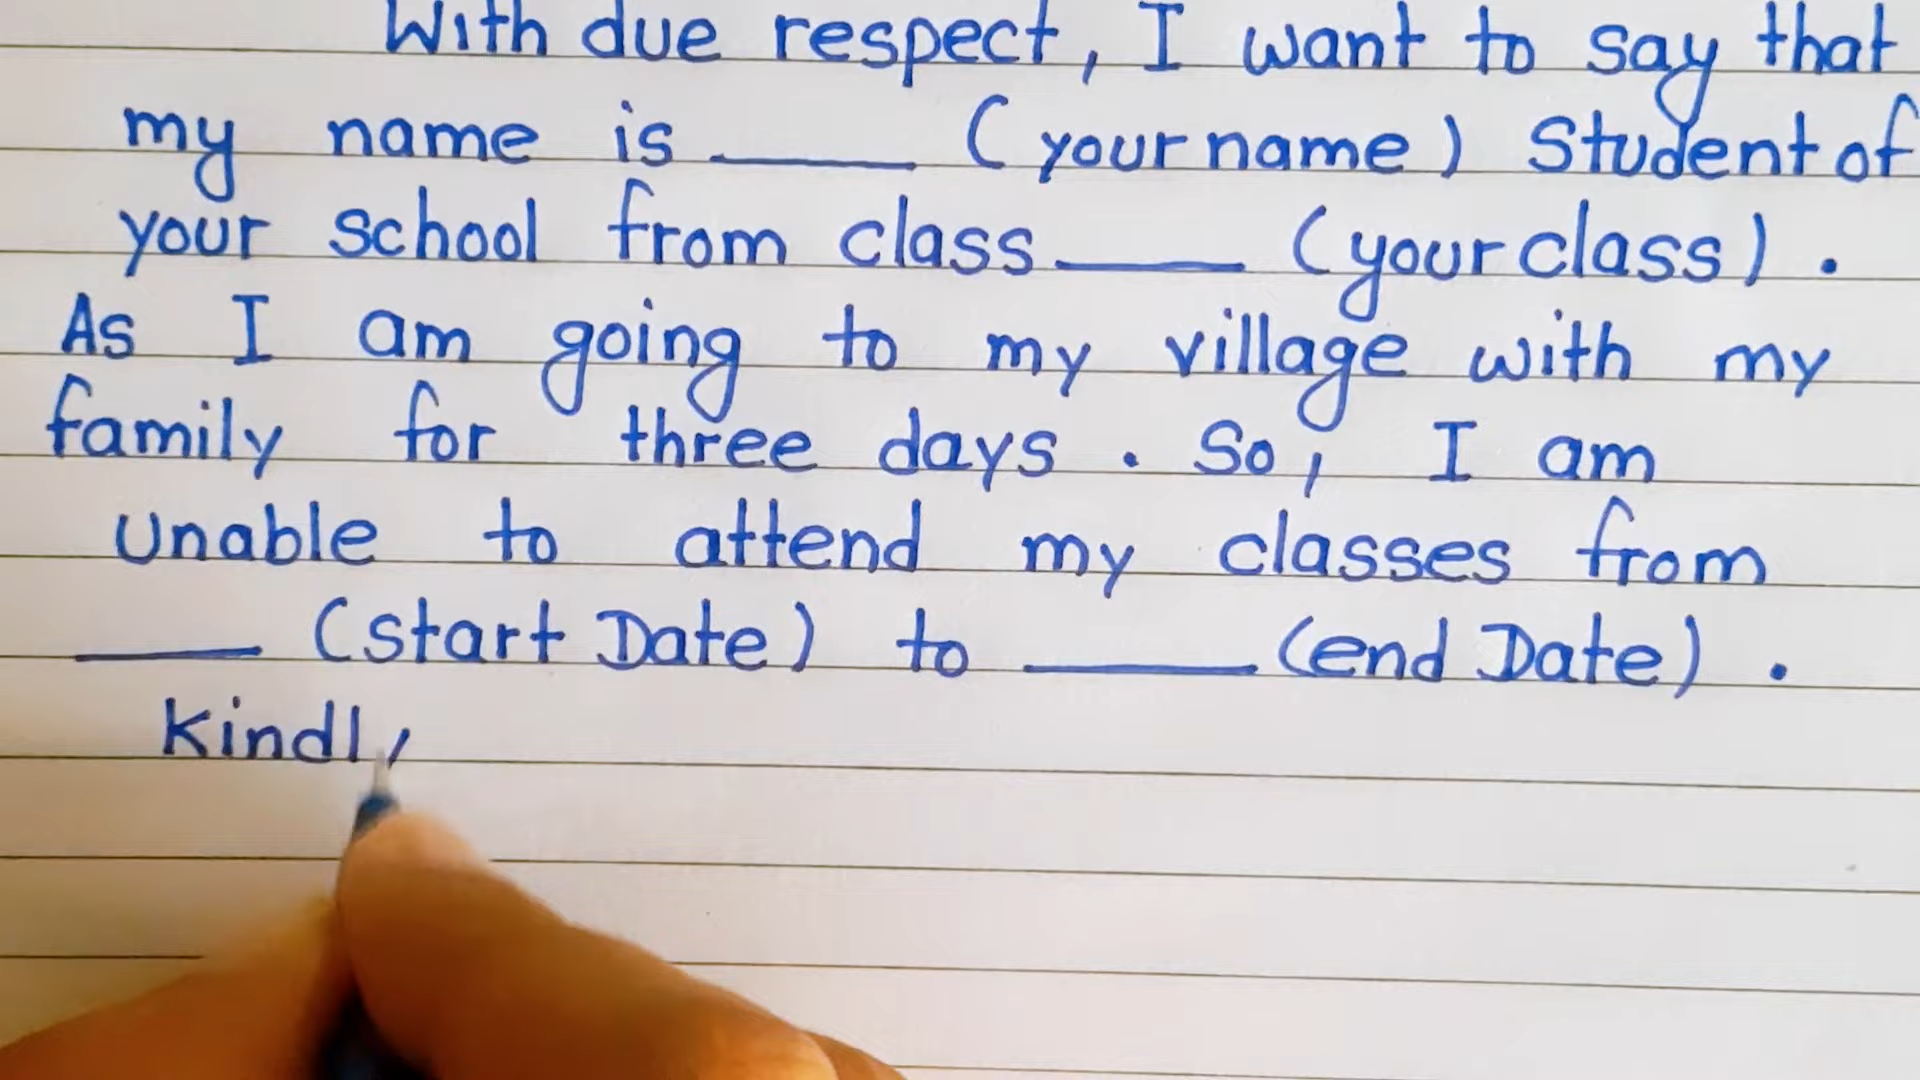 With due respect, I want to say that
my name is ____ (your name) Student of
your school from class ____ (your class).
As I am going to my village with my
family for three days. So, I am
unable to attend my classes from
____ (start Date) to ____ (end Date).
Kindly